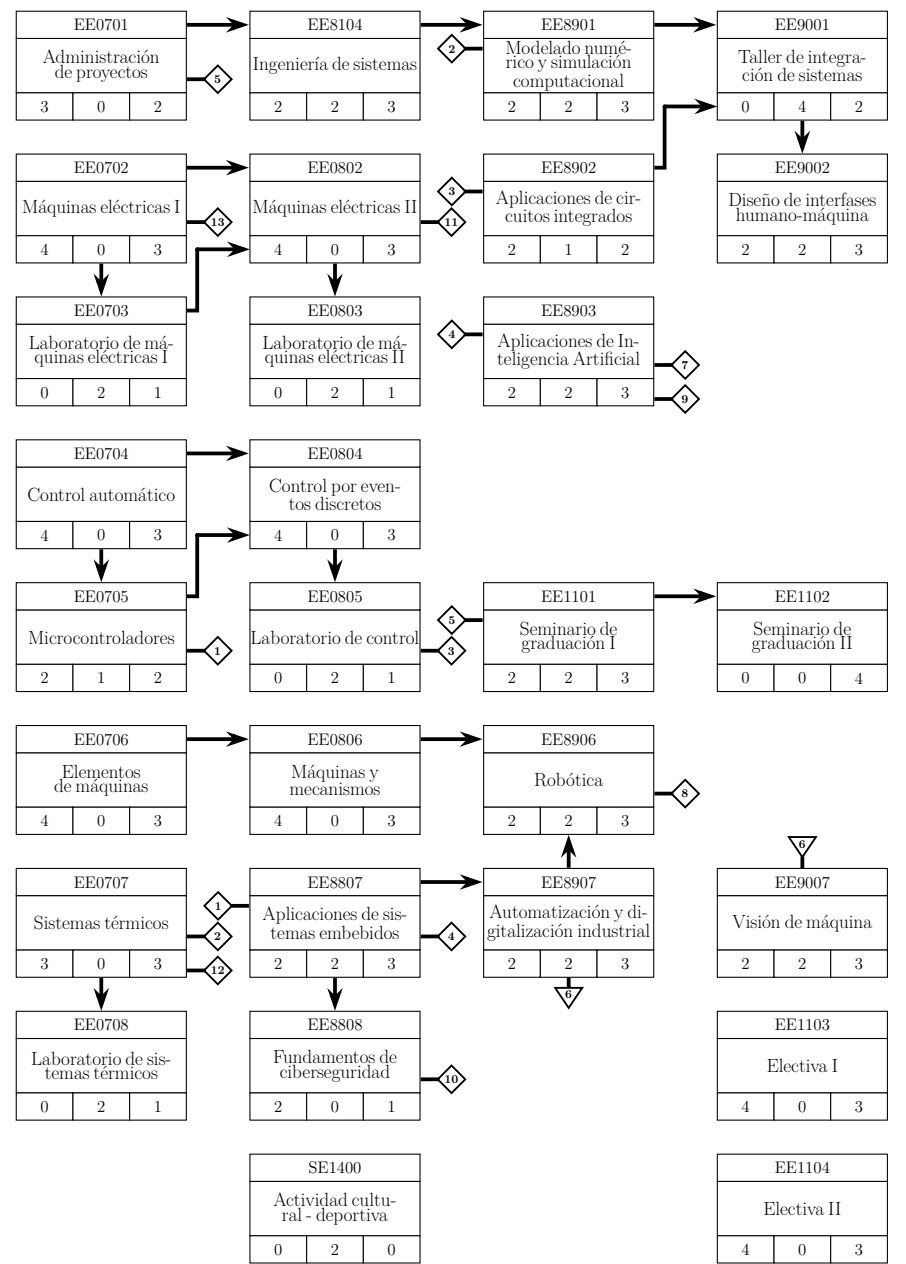 EE0701
Administración
de proyectos
3 0 2
5
EE8104
Ingeniería de sistemas
2 2 3
2
EE8901
Modelado numé-
rico y simulación
computacional
2 2 3
EE9001
Taller de integra-
ción de sistemas
0 4 2
EE0702
Máquinas eléctricas I
4 0 3
13
EE0802
Máquinas eléctricas II
4 0 3
11
3
EE8902
Aplicaciones de cir-
cuitos integrados
2 1 2
EE9002
Diseño de interfases
humano-máquina
2 2 3
EE0703
Laboratorio de má-
quinas eléctricas I
0 2 1
EE0803
Laboratorio de má-
quinas eléctricas II
0 2 1
4
EE8903
Aplicaciones de In-
teligencia Artificial
2 2 3
7
9
EE0704
Control automático
4 0 3
EE0804
Control por even-
tos discretos
4 0 3
EE0705
Microcontroladores
2 1 2
1
EE0805
Laboratorio de control
0 2 1
3
5
EE1101
Seminario de
graduación I
2 2 3
EE1102
Seminario de
graduación II
0 0 4
EE0706
Elementos
de máquinas
4 0 3
EE0806
Máquinas y
mecanismos
4 0 3
EE8906
Robótica
2 2 3
8
EE0707
Sistemas térmicos
3 0 3
2
12
1
EE8807
Aplicaciones de sis-
temas embebidos
2 2 3
4
EE8907
Automatización y di-
gitalización industrial
2 2 3
6
6
EE9007
Visión de máquina
2 2 3
EE0708
Laboratorio de sis-
temas térmicos
0 2 1
EE8808
Fundamentos de
ciberseguridad
2 0 1
10
EE1103
Electiva I
4 0 3
SE1400
Actividad cultu-
ral - deportiva
0 2 0
EE1104
Electiva II
4 0 3